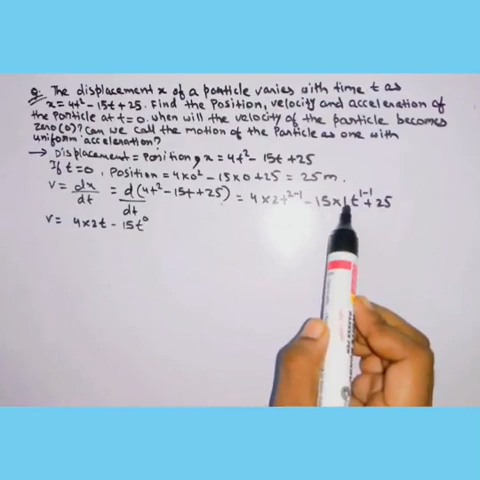 Q. The displacement x of a particle varies with time t as
x = 4t² - 15t + 25. Find the Position, velocity and acceleration of
the Particle at t=0. When will the velocity of the particle becomes
zero(0)? Can we call the motion of the Particle as one with
uniform acceleration?
→ Displacement = Position, x = 4t² - 15t + 25
If t=0, Position = 4×0² - 15×0 + 25 = 25 m.
v = dx/dt = d(4t² - 15t + 25)/dt = 4×2t²⁻¹ - 15×1t¹⁻¹ + 25
v = 4×2t - 15t⁰